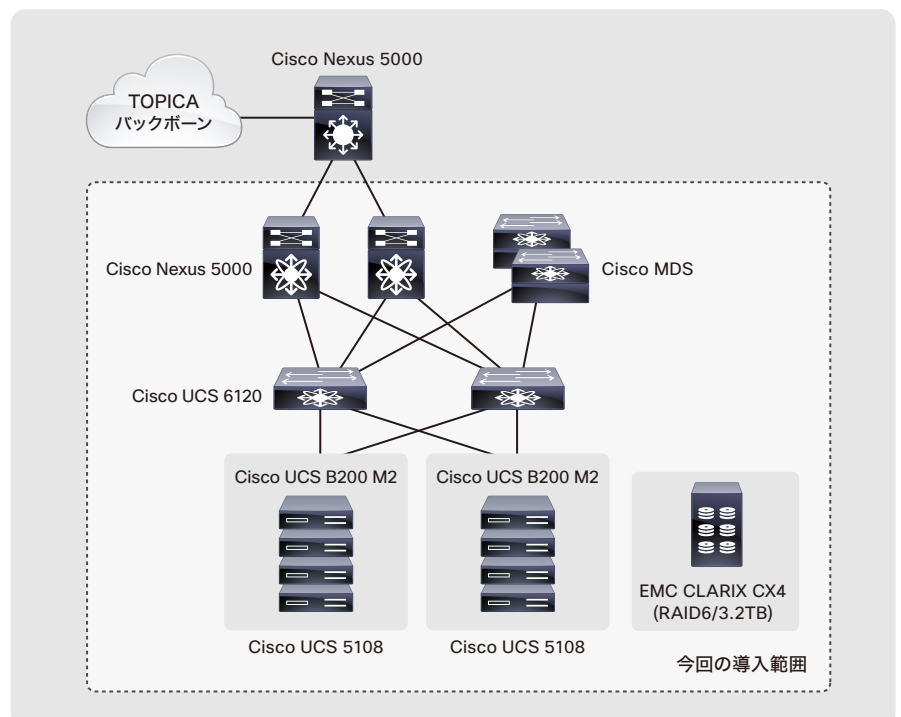 Cisco Nexus 5000
TOPICA
バックボーン
Cisco Nexus 5000
Cisco MDS
Cisco UCS 6120
Cisco UCS B200 M2
Cisco UCS B200 M2
EMC CLARIX CX4
(RAID6/3.2TB)
Cisco UCS 5108
Cisco UCS 5108
今回の導入範囲